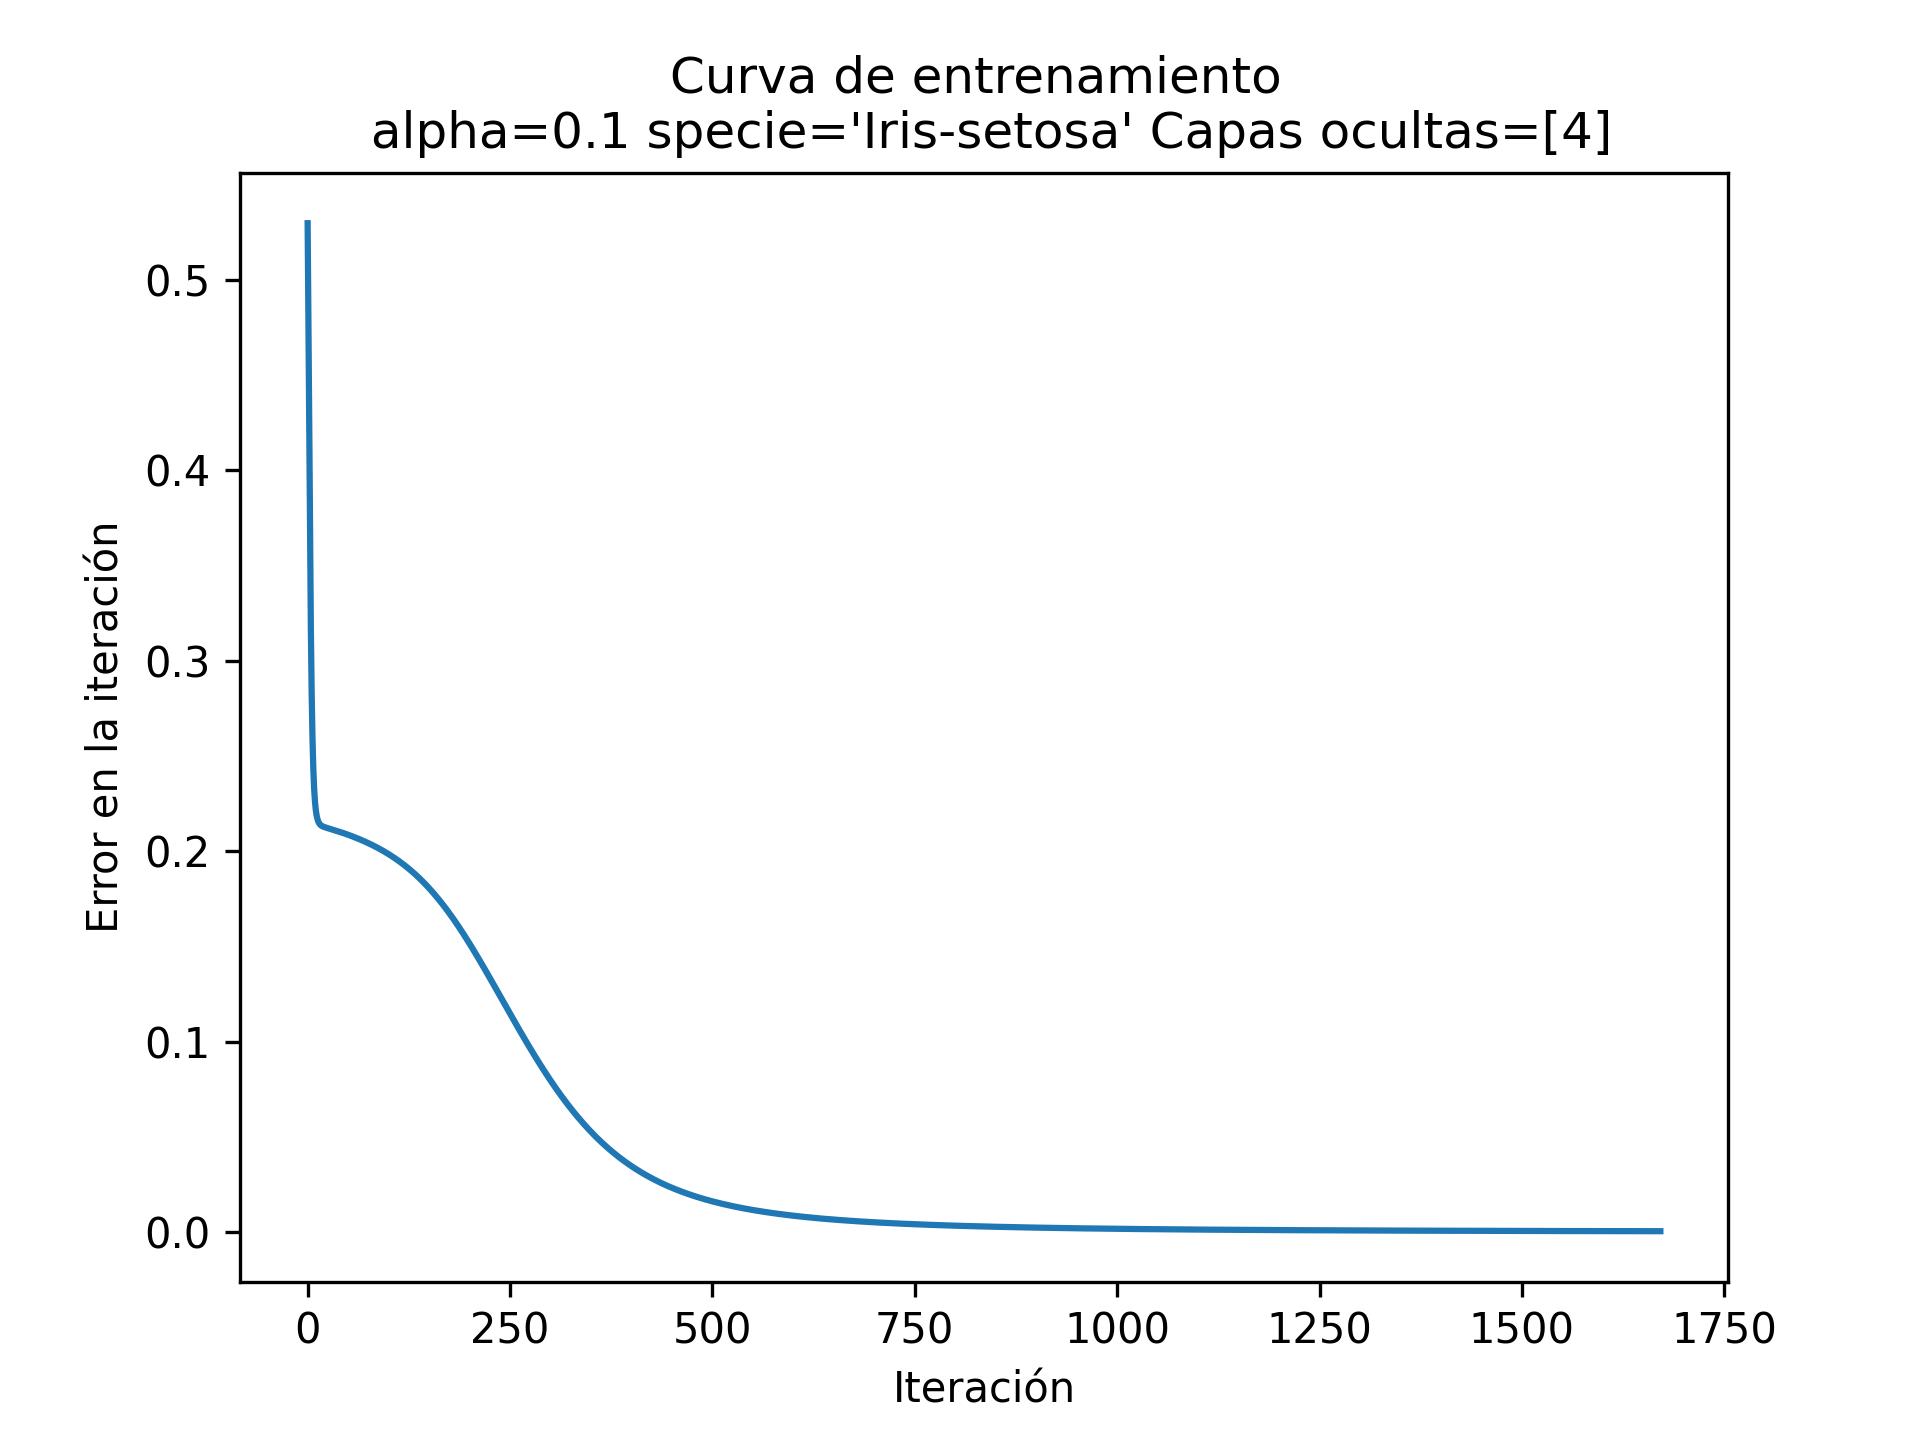 Curva de entrenamiento
alpha=0.1 specie='Iris-setosa' Capas ocultas=[4]
Error en la iteración
0.5
0.4
0.3
0.2
0.1
0.0
0 250 500 750 1000 1250 1500 1750
Iteración